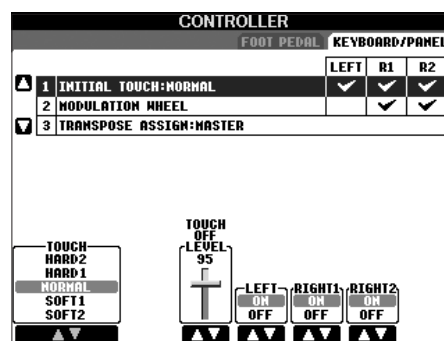 CONTROLLER
FOOT PEDAL KEYBOARD/PANEL
LEFT R1 R2
1 INITIAL TOUCH:NORMAL
2 MODULATION WHEEL
3 TRANSPOSE ASSIGN:MASTER
TOUCH
OFF
LEVEL
95
TOUCH
HARD2
HARD1
NORMAL
SOFT1
SOFT2
LEFT RIGHT1 RIGHT2
ON ON ON
OFF OFF OFF